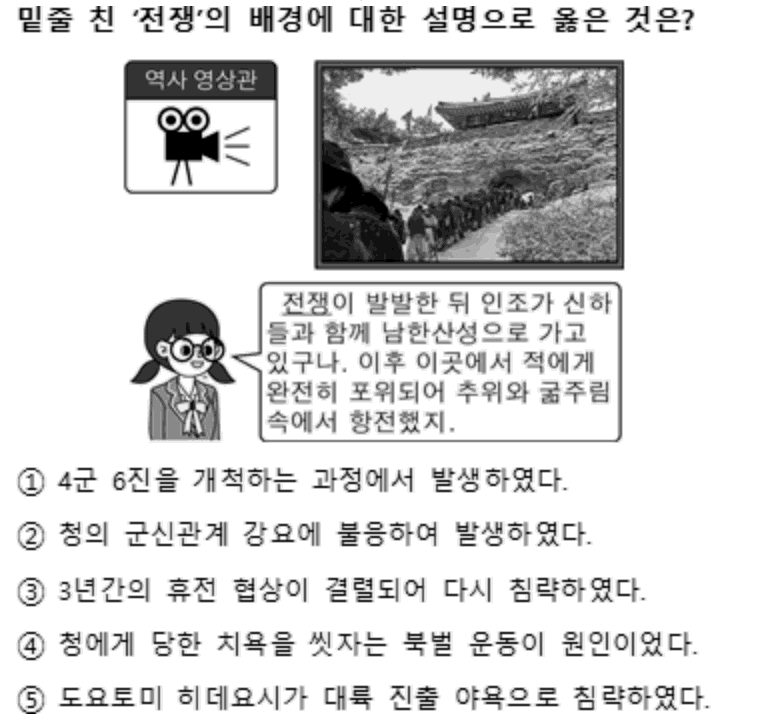 밑줄 친 ‘전쟁’의 배경에 대한 설명으로 옳은 것은?
역사 영상관
전쟁이 발발한 뒤 인조가 신하
들과 함께 남한산성으로 가고
있구나. 이후 이곳에서 적에게
완전히 포위되어 추위와 굶주림
속에서 항전했지.
① 4군 6진을 개척하는 과정에서 발생하였다.
② 청의 군신관계 강요에 불응하여 발생하였다.
③ 3년간의 휴전 협상이 결렬되어 다시 침략하였다.
④ 청에게 당한 치욕을 씻자는 북벌 운동이 원인이었다.
⑤ 도요토미 히데요시가 대륙 진출 야욕으로 침략하였다.